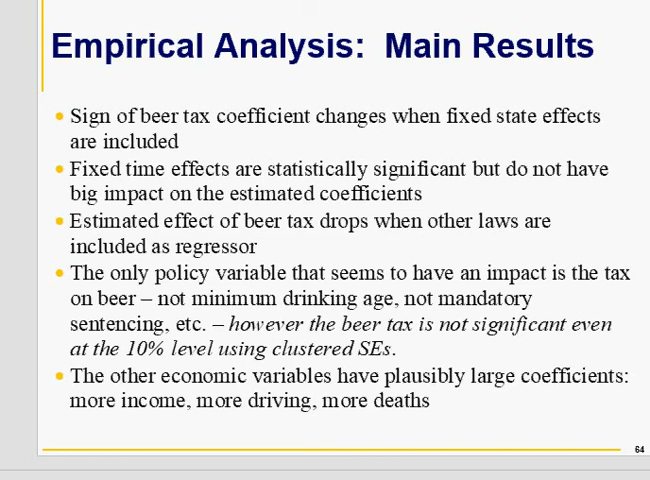 Empirical Analysis: Main Results
Sign of beer tax coefficient changes when fixed state effects
are included
Fixed time effects are statistically significant but do not have
big impact on the estimated coefficients
Estimated effect of beer tax drops when other laws are
included as regressor
The only policy variable that seems to have an impact is the tax
on beer – not minimum drinking age, not mandatory
sentencing, etc. – however the beer tax is not significant even
at the 10% level using clustered SEs.
The other economic variables have plausibly large coefficients:
more income, more driving, more deaths
64